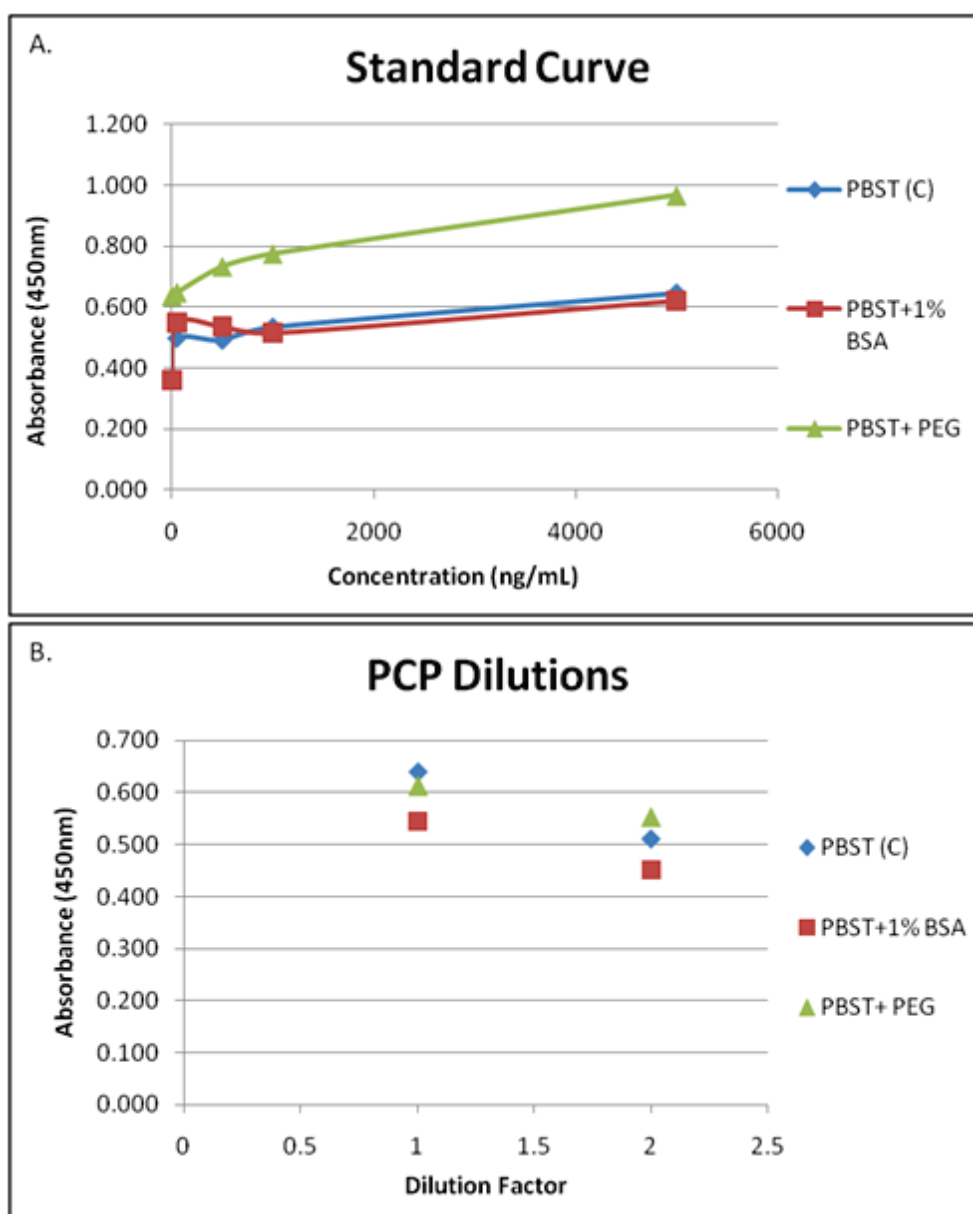 A.
Standard Curve
1.200
1.000
0.800
0.600
0.400
0.200
0.000
Absorbance (450nm)
0
2000
4000
6000
Concentration (ng/mL)
PBST (C)
PBST+1%
BSA
PBST+ PEG
B.
PCP Dilutions
0.700
0.600
0.500
0.400
0.300
0.200
0.100
0.000
Absorbance (450nm)
0
0.5
1
1.5
2
2.5
Dilution Factor
PBST (C)
PBST+1% BSA
PBST+ PEG